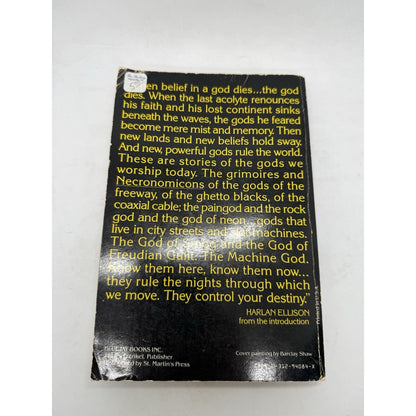 en belief in a god dies...the god
dies. When the last acolyte renounces
his faith and his lost continent sinks
beneath the waves, the gods he feared
become mere mist and memory. Then
new lands and new beliefs hold sway.
And new, powerful gods rule the world.
These are stories of the gods we
worship today. The grimoires and
Necronomicons of the gods of the
freeway, of the ghetto blacks, of the
coaxial cable; the paingod and the rock
god and the god of neon...gods that
live in city streets and slot machines.
The God of Smog and the God of
Freudian Guilt. The Machine God.
Know them here, know them now...
they rule the nights through which
we move. They control your destiny."
HARLAN ELLISON
from the introduction
BLUEJAY BOOKS INC.
Publisher
by St. Martin's Press
Cover painting by Barclay Shaw
312-94084-X